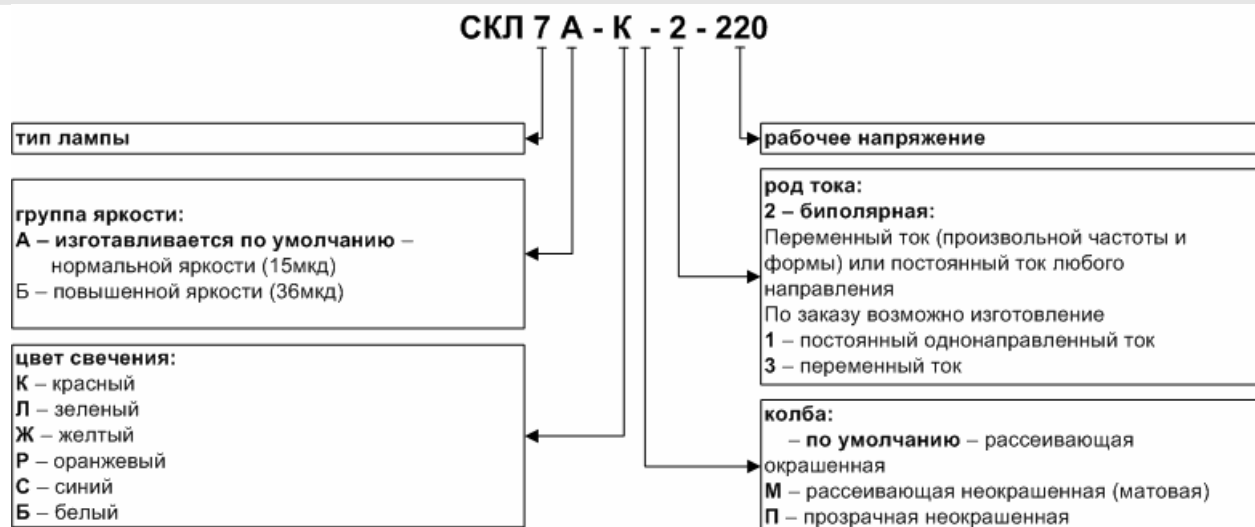 СКЛ 7 А - К - 2 - 220
тип лампы
группа яркости:
А – изготавливается по умолчанию –
нормальной яркости (15мкд)
Б – повышенной яркости (36мкд)
цвет свечения:
К – красный
Л – зеленый
Ж – желтый
Р – оранжевый
С – синий
Б – белый
рабочее напряжение
род тока:
2 – биполярная:
Переменный ток (произвольной частоты и
формы) или постоянный ток любого
направления
По заказу возможно изготовление
1 – постоянный однонаправленный ток
3 – переменный ток
колба:
– по умолчанию – рассеивающая
окрашенная
М – рассеивающая неокрашенная (матовая)
П – прозрачная неокрашенная